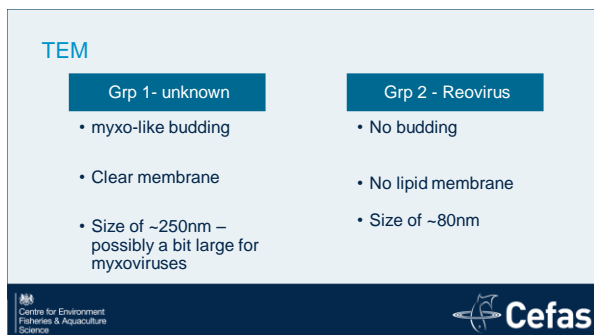 TEM
Grp 1- unknown
• myxo-like budding
• Clear membrane
• Size of ~250nm –
possibly a bit large for
myxoviruses
Grp 2 - Reovirus
• No budding
• No lipid membrane
• Size of ~80nm
Centre for Environment
Fisheries & Aquaculture
Science
Cefas